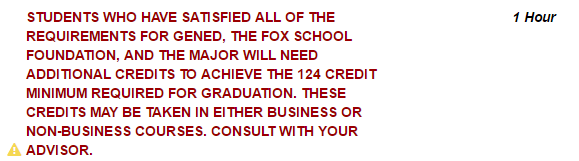 STUDENTS WHO HAVE SATISFIED ALL OF THE 1 Hour
REQUIREMENTS FOR GENED, THE FOX SCHOOL
FOUNDATION, AND THE MAJOR WILL NEED
ADDITIONAL CREDITS TO ACHIEVE THE 124 CREDIT
MINIMUM REQUIRED FOR GRADUATION. THESE
CREDITS MAY BE TAKEN IN EITHER BUSINESS OR
NON-BUSINESS COURSES. CONSULT WITH YOUR
ADVISOR.